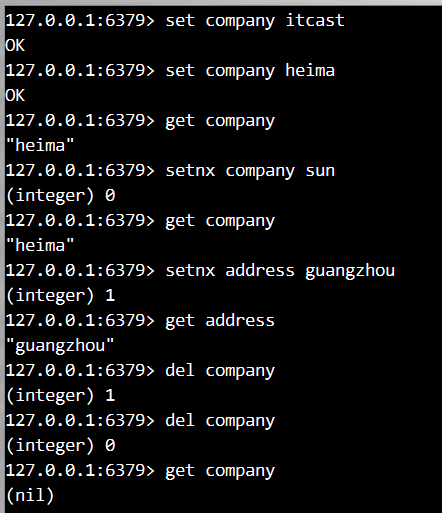 127.0.0.1:6379> set company itcast
OK
127.0.0.1:6379> set company heima
OK
127.0.0.1:6379> get company
"heima"
127.0.0.1:6379> setnx company sun
(integer) 0
127.0.0.1:6379> get company
"heima"
127.0.0.1:6379> setnx address guangzhou
(integer) 1
127.0.0.1:6379> get address
"guangzhou"
127.0.0.1:6379> del company
(integer) 1
127.0.0.1:6379> del company
(integer) 0
127.0.0.1:6379> get company
(nil)